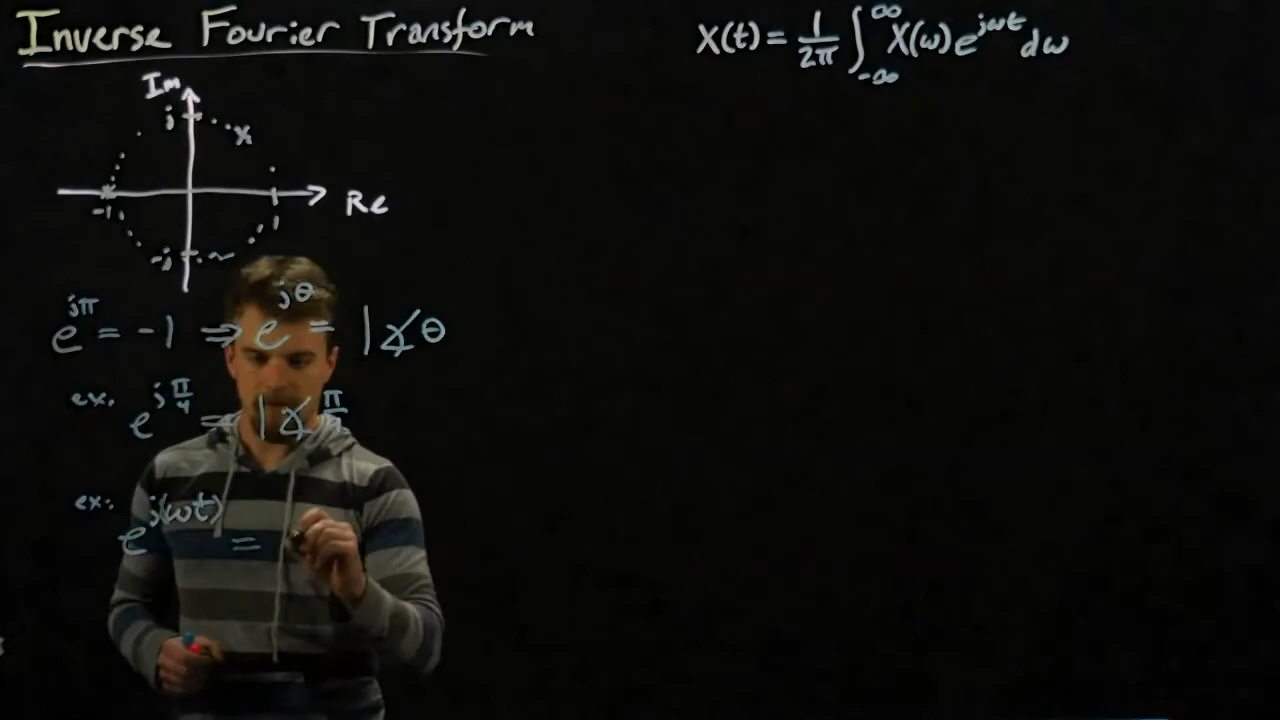 Inverse Fourier Transform
X(t) = 1/2π ∫_{-∞}^{∞} X(ω) e^{jωt} dω
Im
j
X
-1
1
Re
-j
e^{jπ} = -1 ⇒ e^{jθ} = 1∡θ
ex. e^{jπ/4} = 1∡π/4
ex: e^{j(ωt)} =